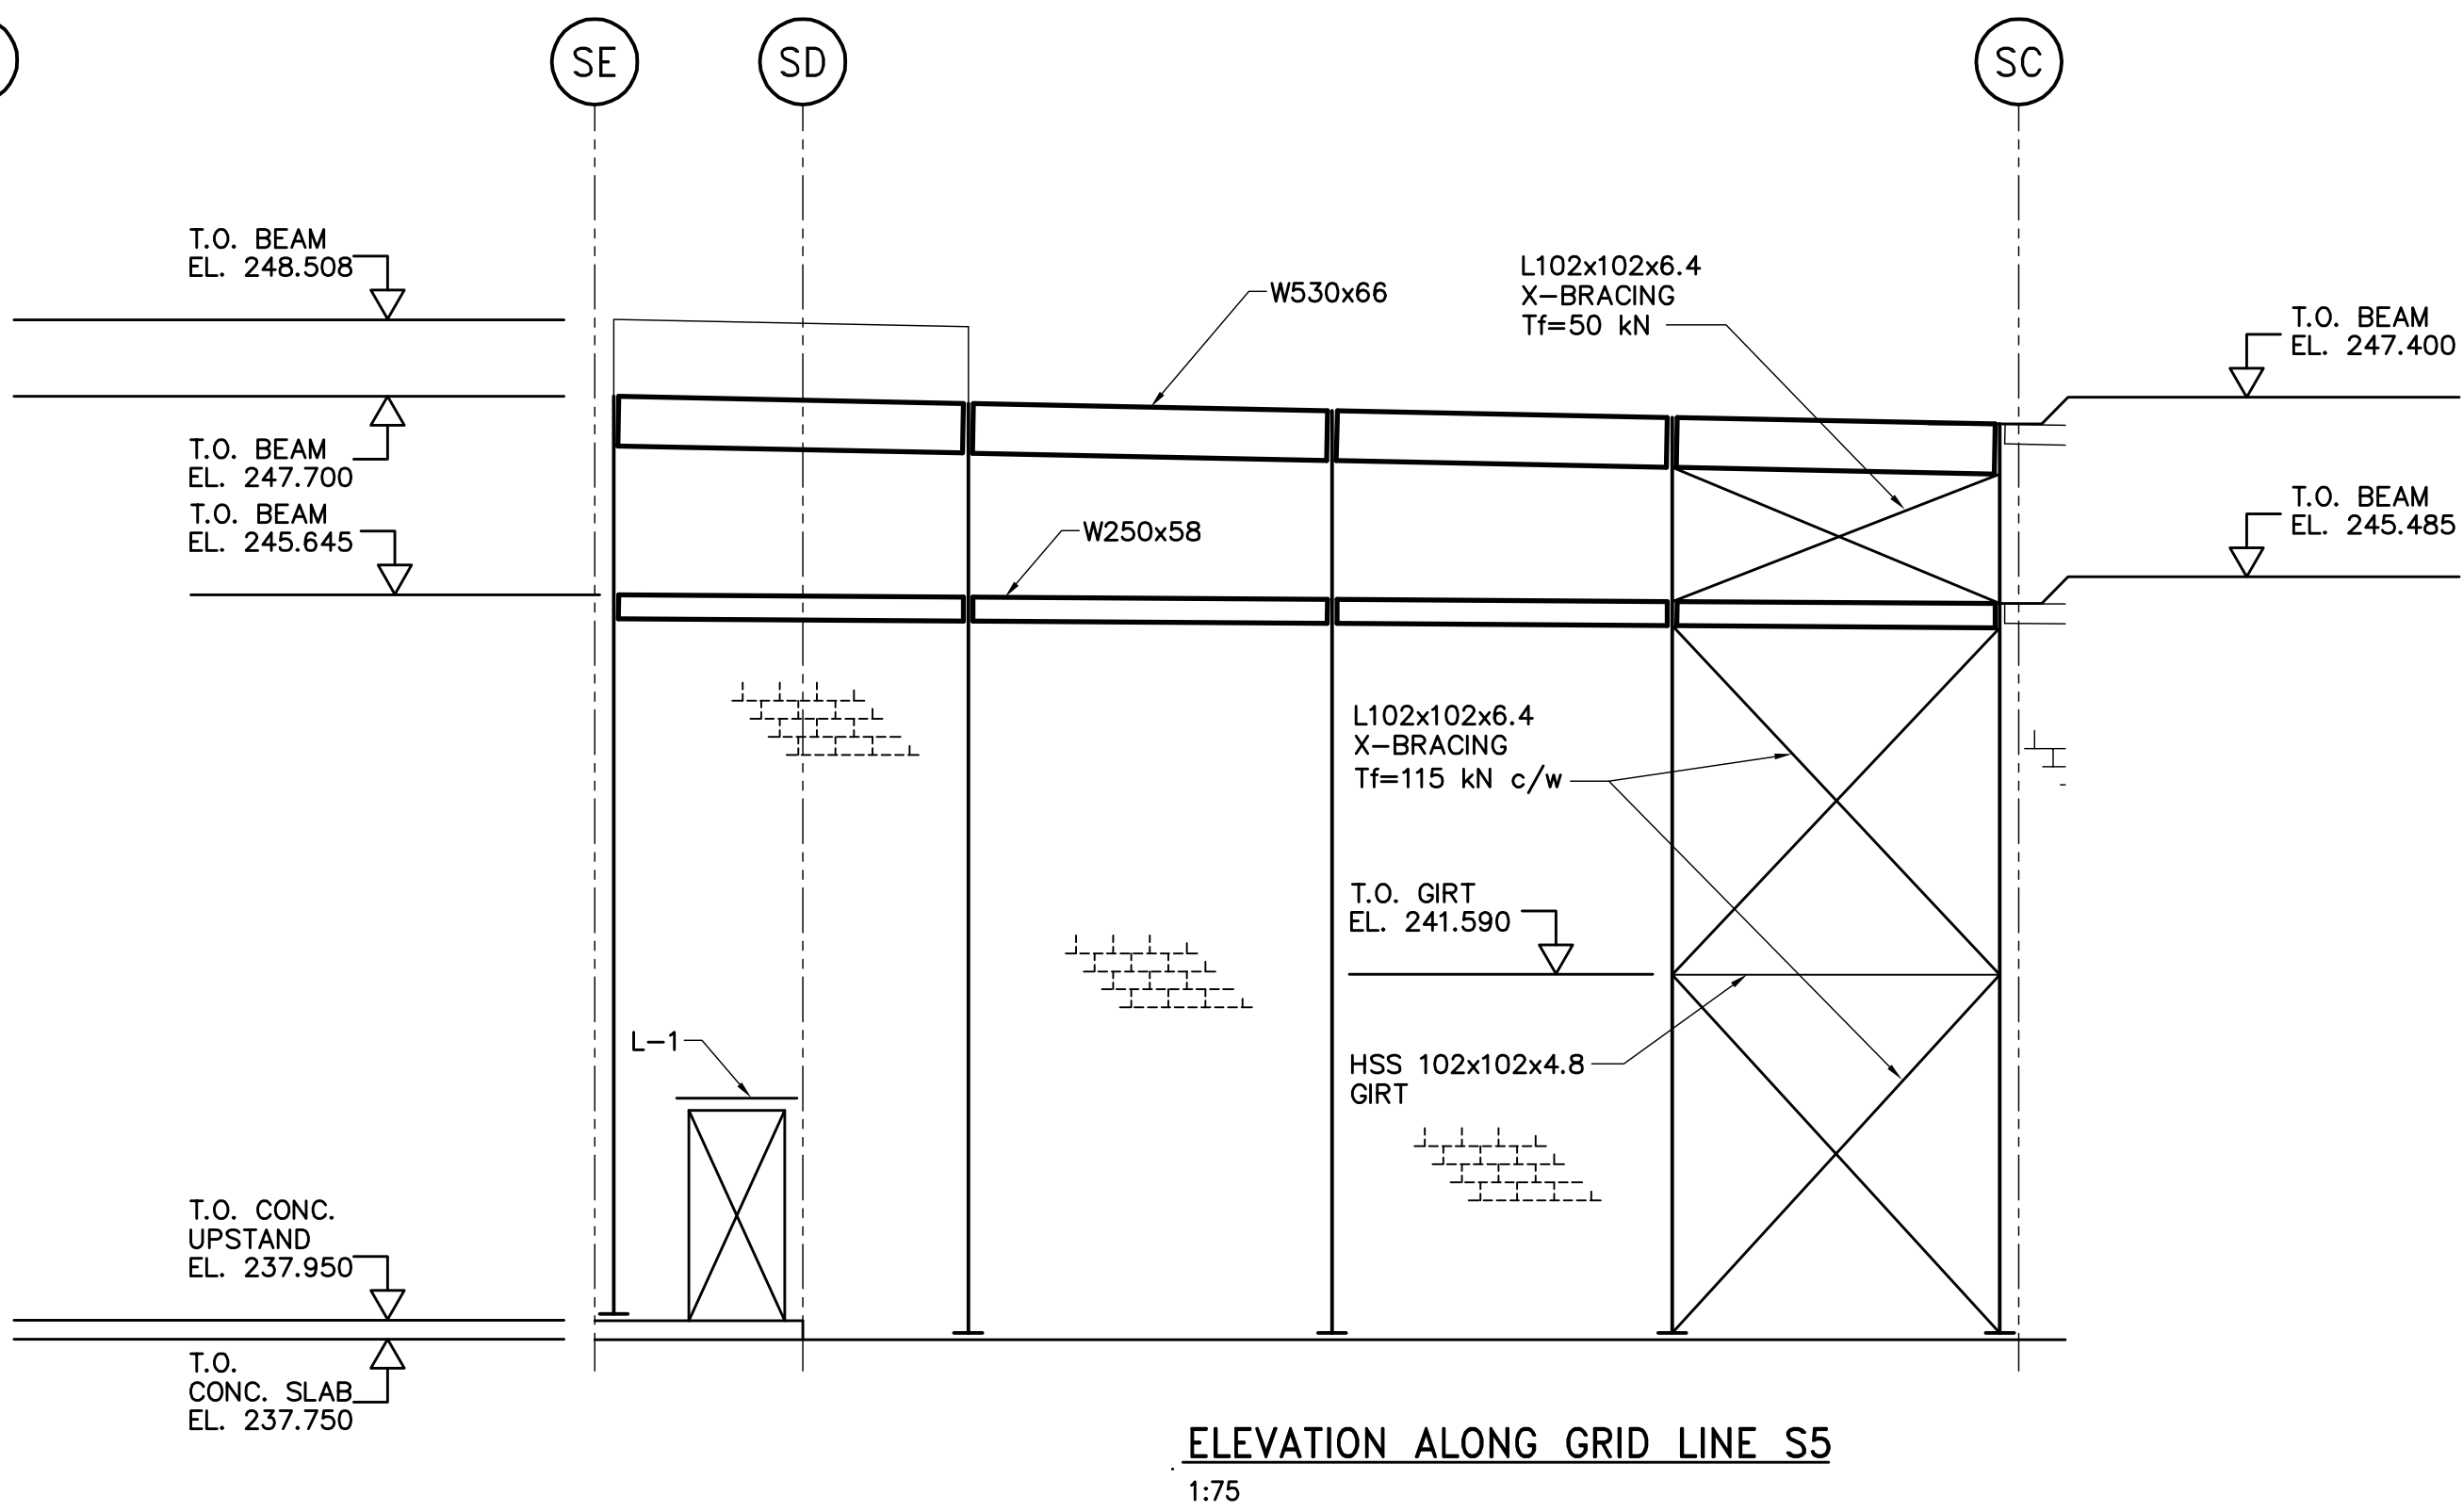 SE
SD
SC
T.O. BEAM
EL. 248.508
T.O. BEAM
EL. 247.700
T.O. BEAM
EL. 245.645
W530x66
W250x58
L102x102x6.4
X-BRACING
Tf=50 kN
T.O. BEAM
EL. 247.400
T.O. BEAM
EL. 245.485
L102x102x6.4
X-BRACING
Tf=115 kN c/w
T.O. GIRT
EL. 241.590
HSS 102x102x4.8
GIRT
L-1
T.O. CONC.
UPSTAND
EL. 237.950
T.O.
CONC. SLAB
EL. 237.750
ELEVATION ALONG GRID LINE S5
1:75